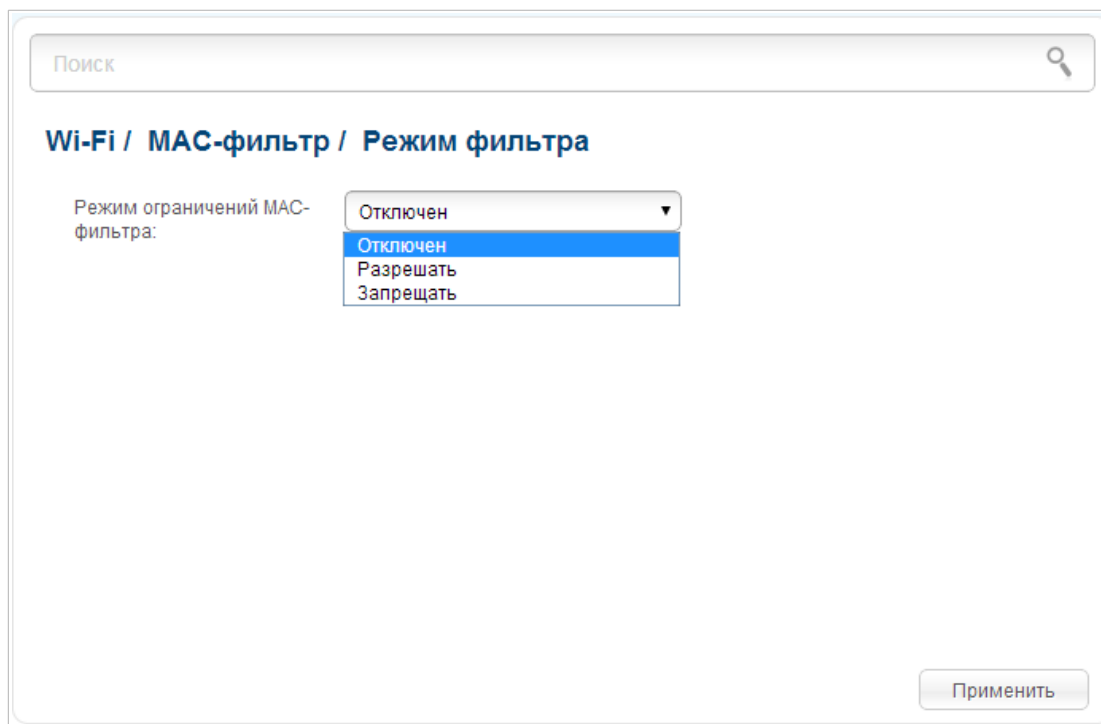 Поиск
Wi-Fi / MAC-фильтр / Режим фильтра
Режим ограничений MAC-
фильтра:
Отключен
Отключен
Разрешать
Запрещать
Применить